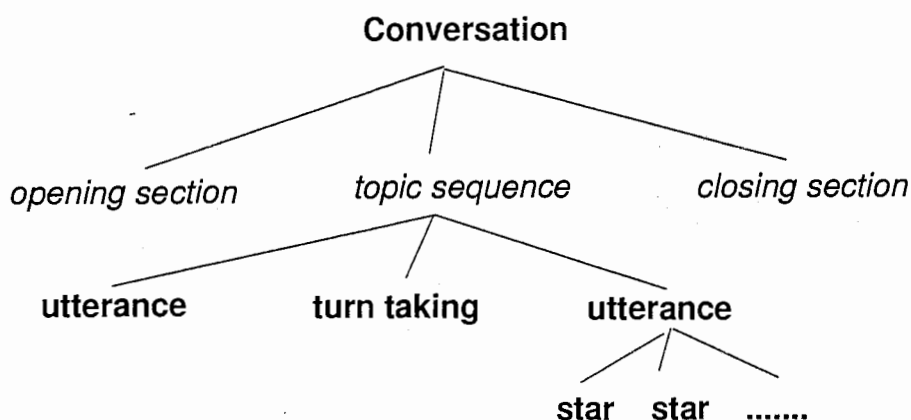 Conversation
opening section topic sequence closing section
utterance turn taking utterance
star star .......